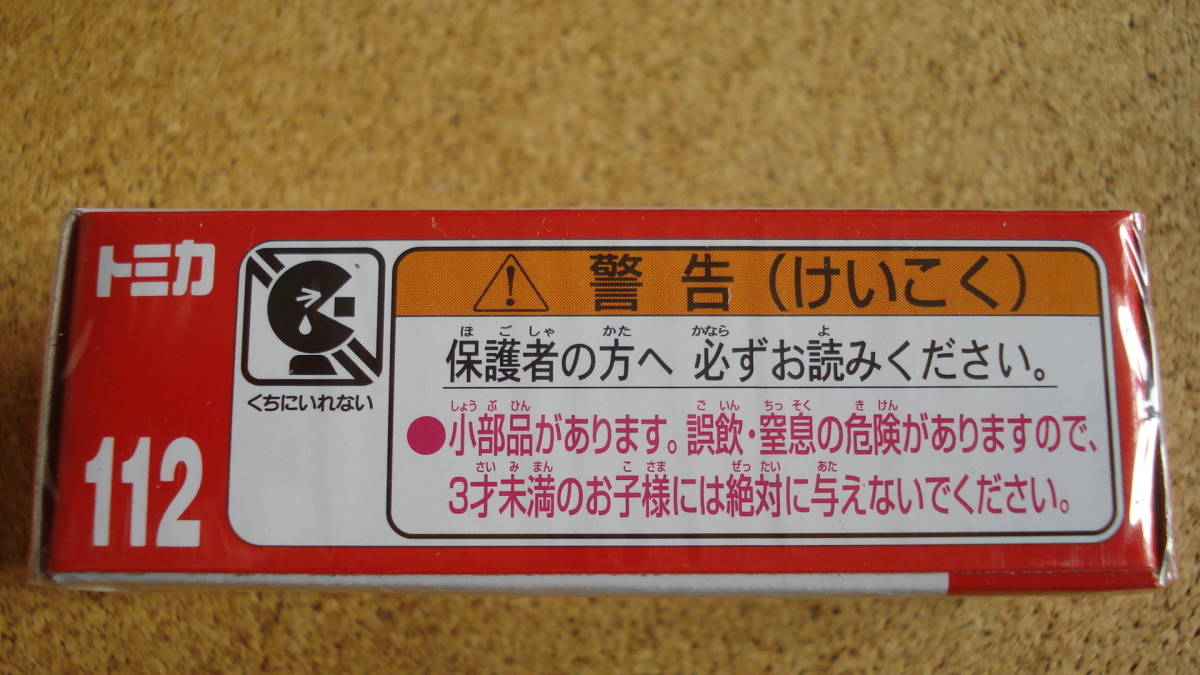 トミカ
112
くちにいれない
警告(けいこく)
ほごしゃ かた かなら よ
保護者の方へ 必ずお読みください。
しょうぶひん ごいん ちっそく きけん
●小部品があります。誤飲・窒息の危険がありますので、
さいみまん こさま ぜったい あた
3才未満のお子様には絶対に与えないでください。